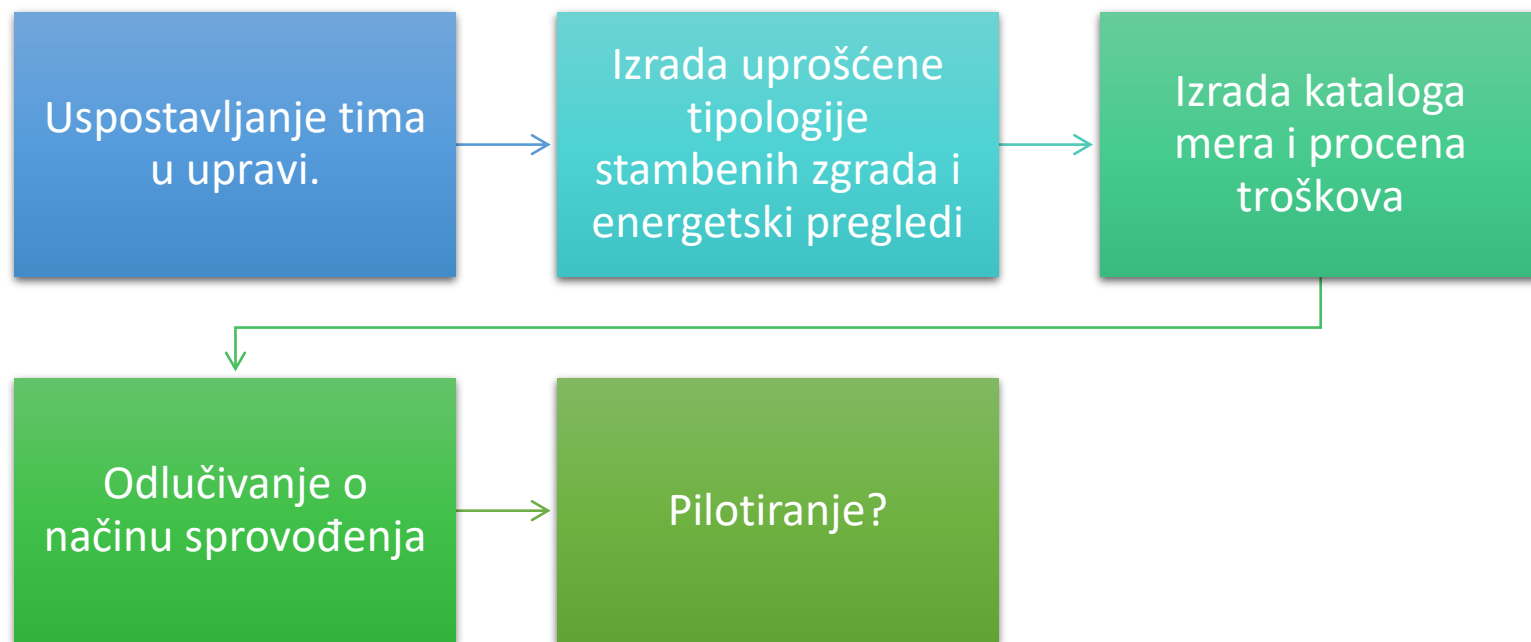 Uspostavljanje tima
u upravi.
Izrada uprošćene
tipologije
stambenih zgrada i
energetski pregledi
Izrada kataloga
mera i procena
troškova
Odlučivanje o
načinu sprovođenja
Pilotiranje?